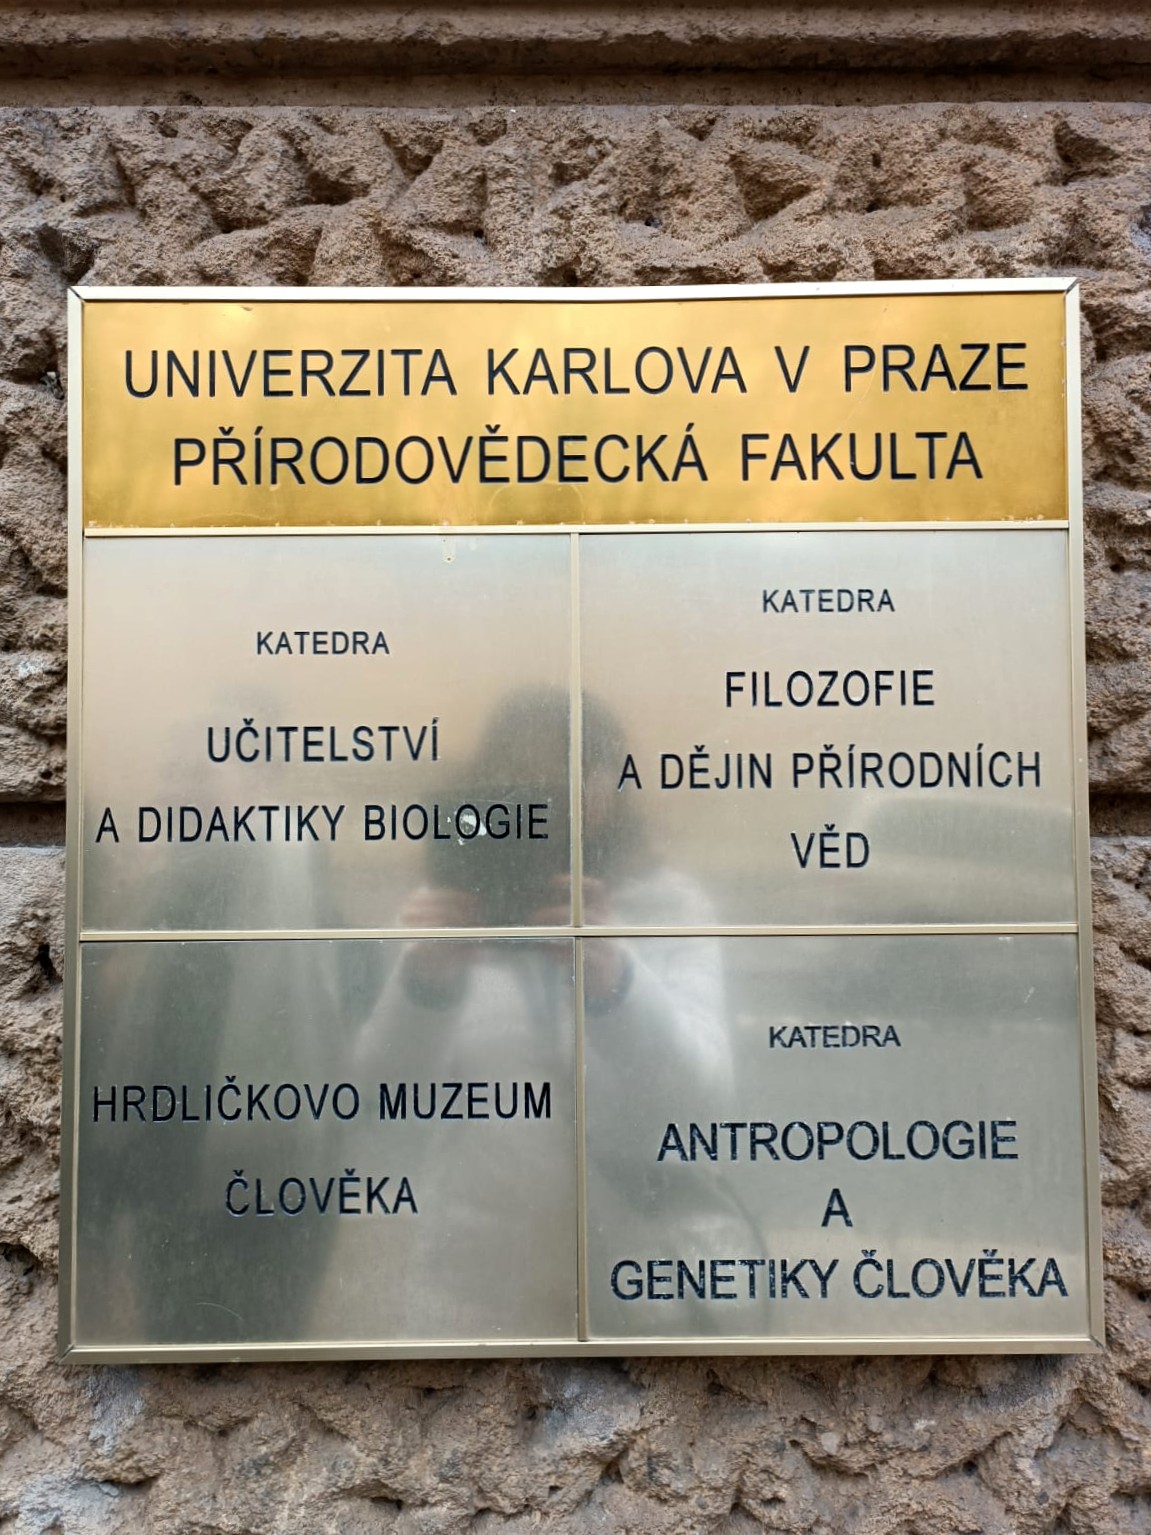 UNIVERZITA KARLOVA V PRAZE
PŘÍRODOVĚDECKÁ FAKULTA
KATEDRA
UČITELSTVÍ
A DIDAKTIKY BIOLOGIE
KATEDRA
FILOZOFIE
A DĚJIN PŘÍRODNÍCH
VĚD
HRDLIČKOVO MUZEUM
ČLOVĚKA
KATEDRA
ANTROPOLOGIE
A
GENETIKY ČLOVĚKA